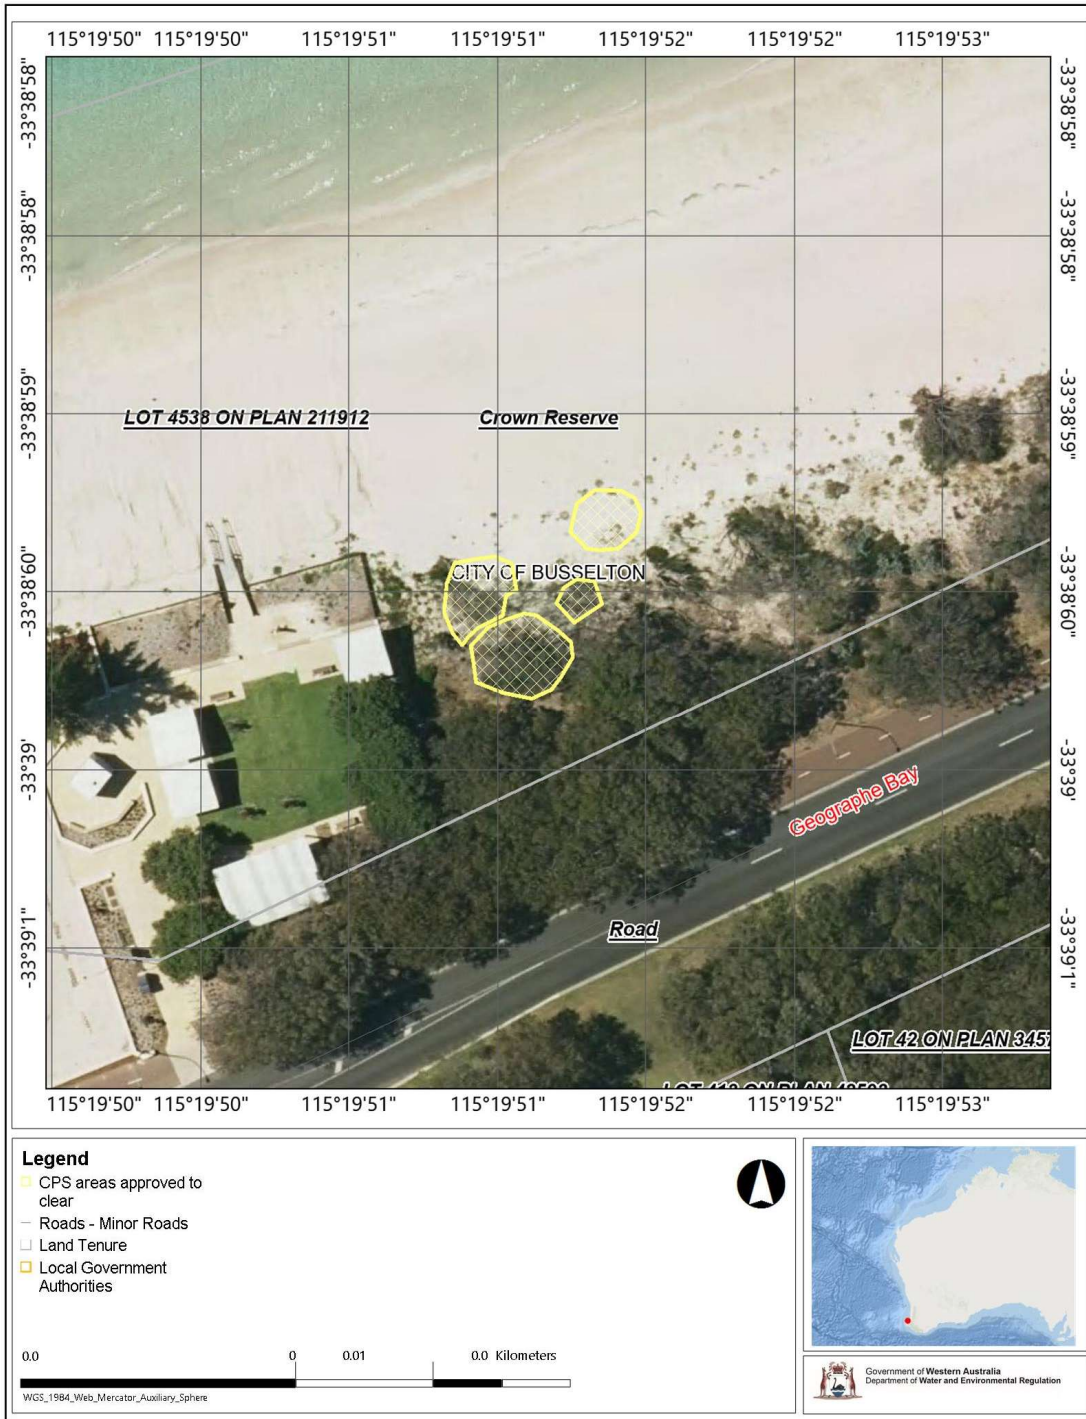 115°19'50" 115°19'50" 115°19'51" 115°19'51" 115°19'52" 115°19'52" 115°19'53"
-33°38'58" -33°38'58"
-33°38'58" -33°38'58"
-33°38'59" -33°38'59"
LOT 4538 ON PLAN 211912 Crown Reserve
-33°38'60" -33°38'60"
CITY OF BUSSELTON
-33°39' -33°39'
Geographe Bay
-33°39'1" -33°39'1"
Road
LOT 42 ON PLAN 3457
115°19'50" 115°19'50" 115°19'51" 115°19'51" 115°19'52" 115°19'52" 115°19'53"
Legend
CPS areas approved to
clear
Roads - Minor Roads
Land Tenure
Local Government
Authorities
0.0 0 0.01 0.0 Kilometers
WGS_1984_Web_Mercator_Auxiliary_Sphere
Government of Western Australia
Department of Water and Environmental Regulation